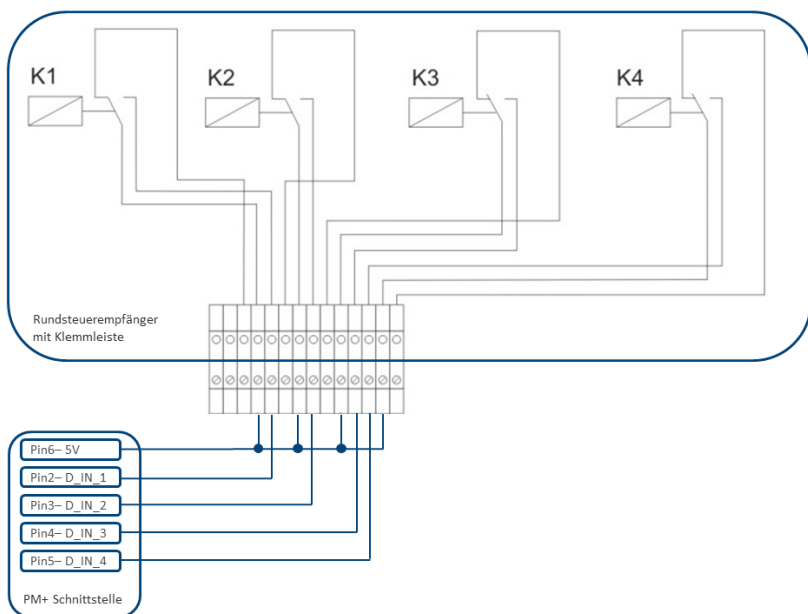 K1
K2
K3
K4
Rundsteuerempfänger
mit Klemmleiste
Pin6– 5V
Pin2– D_IN_1
Pin3– D_IN_2
Pin4– D_IN_3
Pin5– D_IN_4
PM+ Schnittstelle